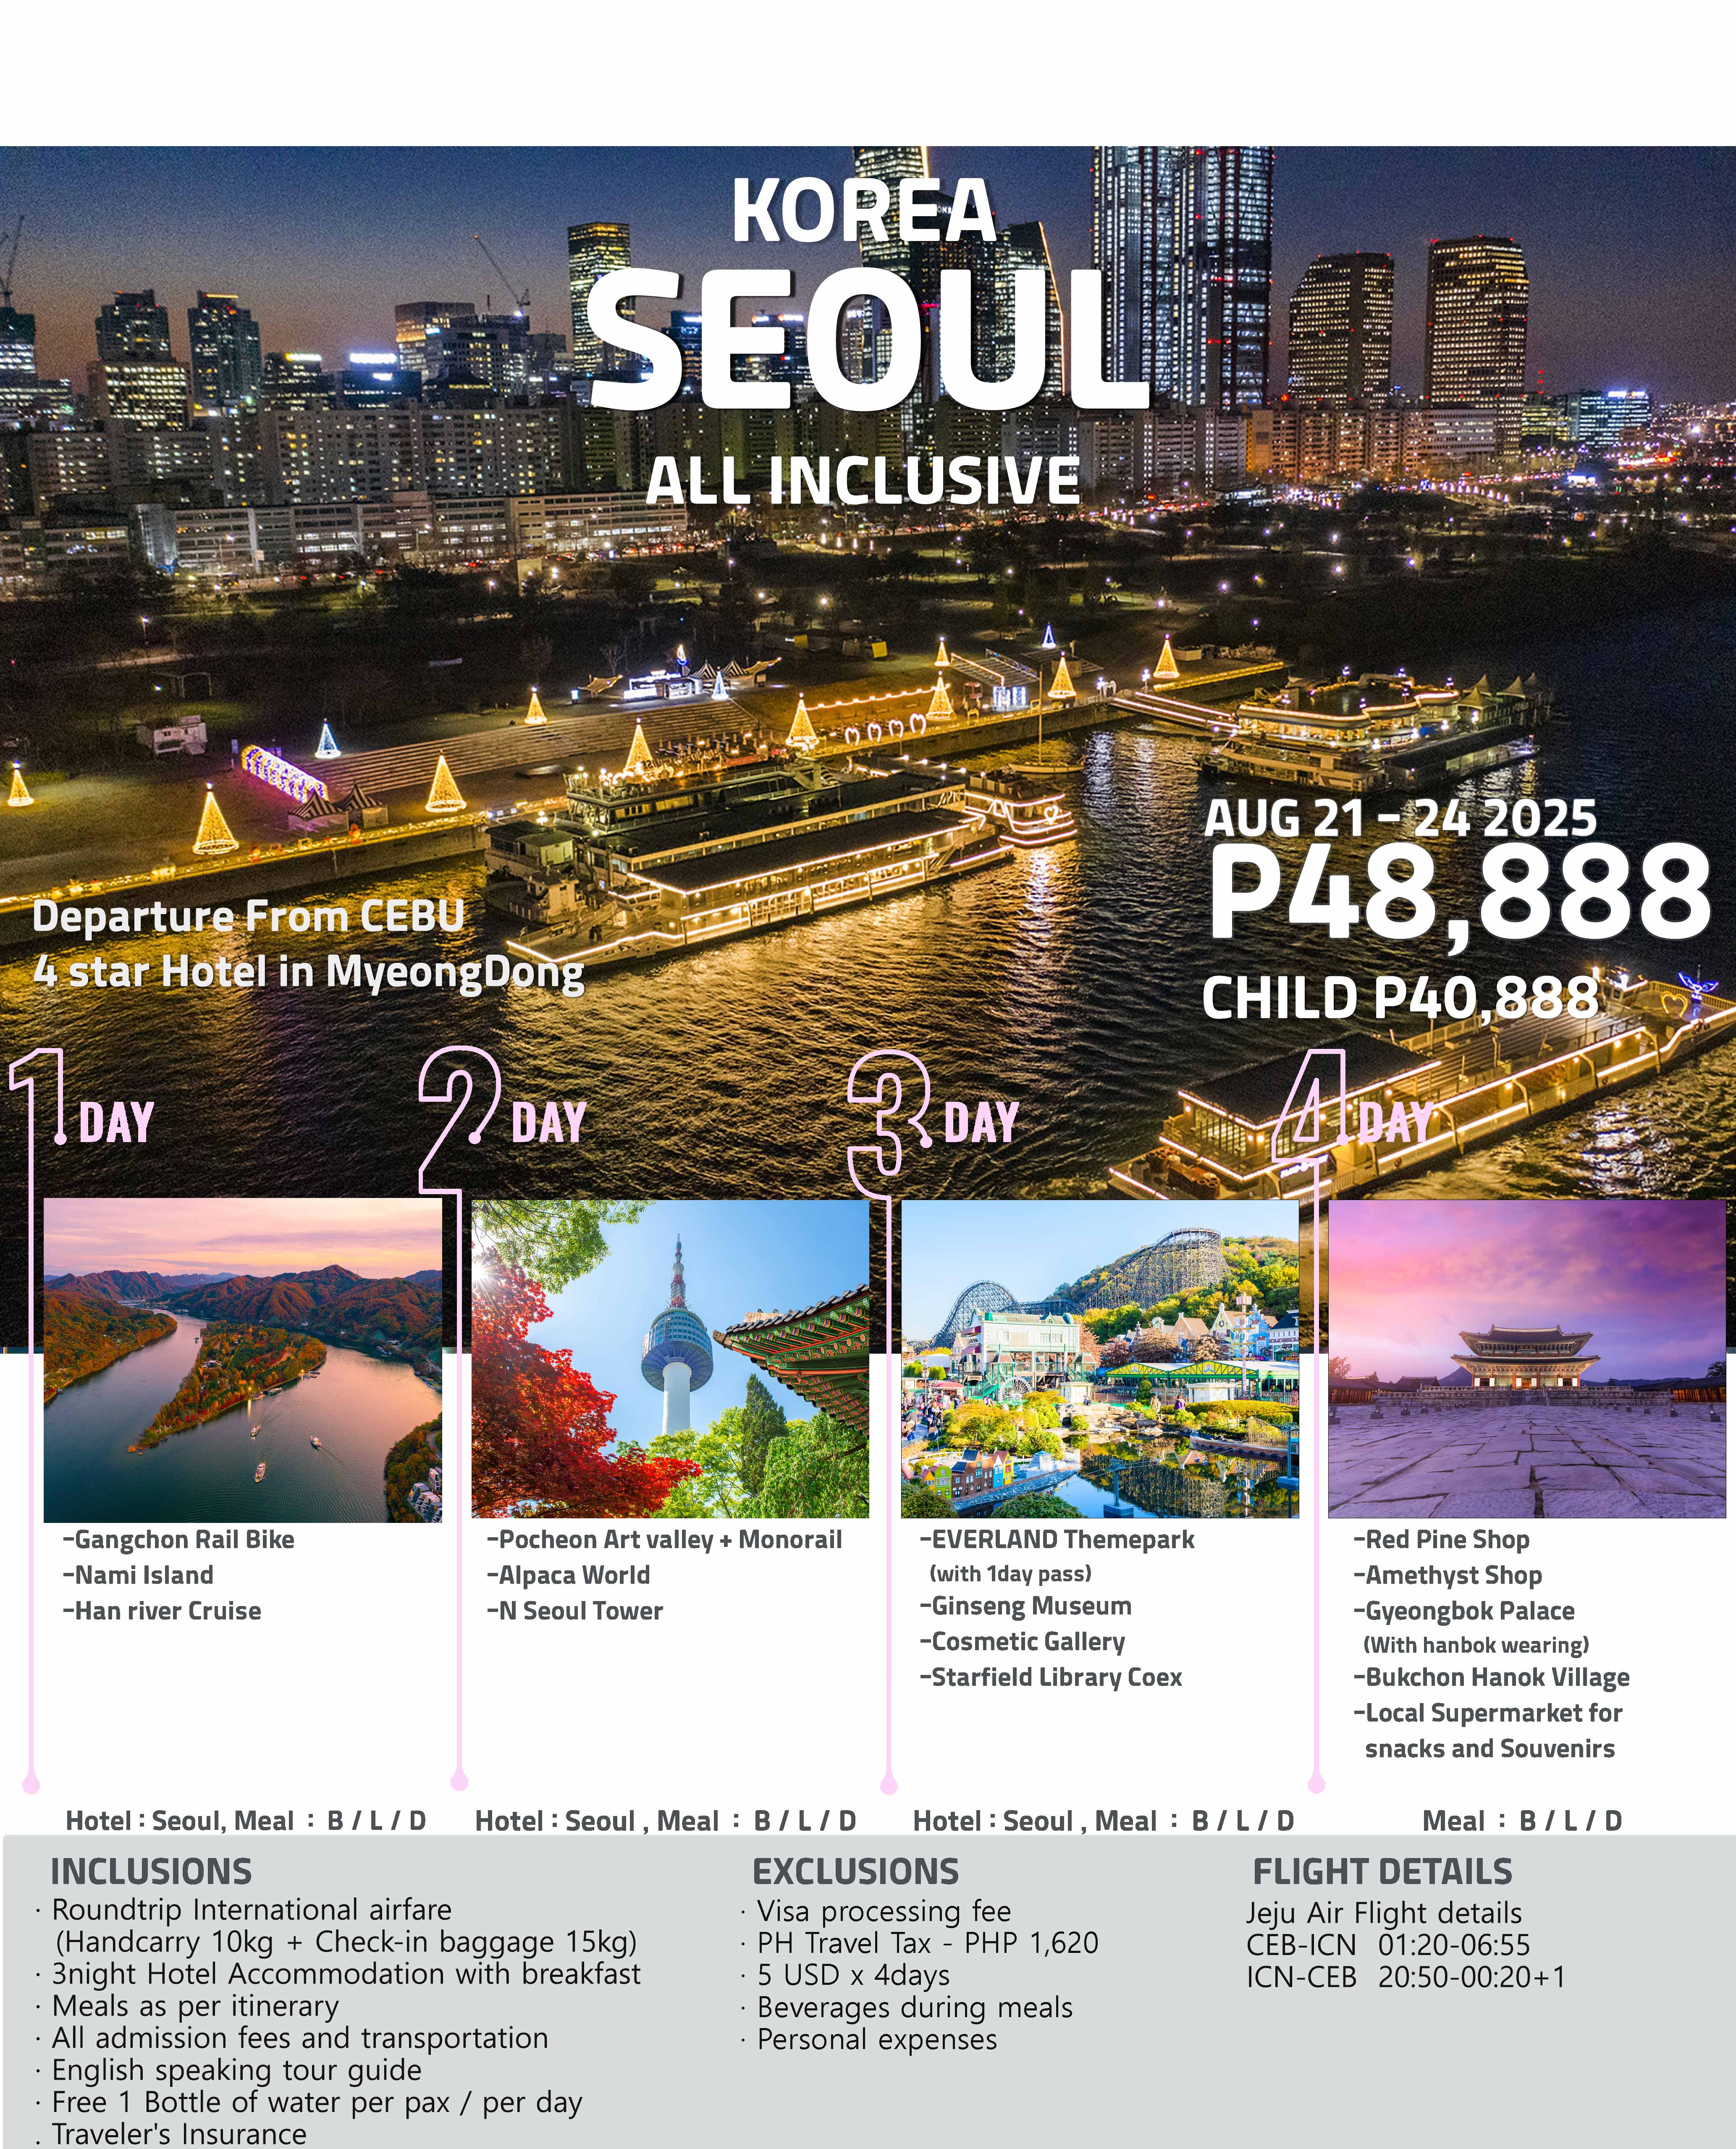 KOREA
SEOUL
ALL INCLUSIVE
AUG 21 - 24 2025
P48,888
CHILD P40,888
Departure From CEBU
4 star Hotel in MyeongDong
1 DAY
-Gangchon Rail Bike
-Nami Island
-Han river Cruise
Hotel : Seoul, Meal : B / L / D
2 DAY
-Pocheon Art valley + Monorail
-Alpaca World
-N Seoul Tower
Hotel : Seoul , Meal : B / L / D
3 DAY
-EVERLAND Themepark
(with 1day pass)
-Ginseng Museum
-Cosmetic Gallery
-Starfield Library Coex
Hotel : Seoul , Meal : B / L / D
4 DAY
-Red Pine Shop
-Amethyst Shop
-Gyeongbok Palace
(With hanbok wearing)
-Bukchon Hanok Village
-Local Supermarket for
snacks and Souvenirs
Meal : B / L / D
INCLUSIONS
· Roundtrip International airfare
(Handcarry 10kg + Check-in baggage 15kg)
· 3night Hotel Accommodation with breakfast
· Meals as per itinerary
· All admission fees and transportation
· English speaking tour guide
· Free 1 Bottle of water per pax / per day
. Traveler's Insurance
EXCLUSIONS
· Visa processing fee
· PH Travel Tax - PHP 1,620
· 5 USD x 4days
· Beverages during meals
· Personal expenses
FLIGHT DETAILS
Jeju Air Flight details
CEB-ICN 01:20-06:55
ICN-CEB 20:50-00:20+1